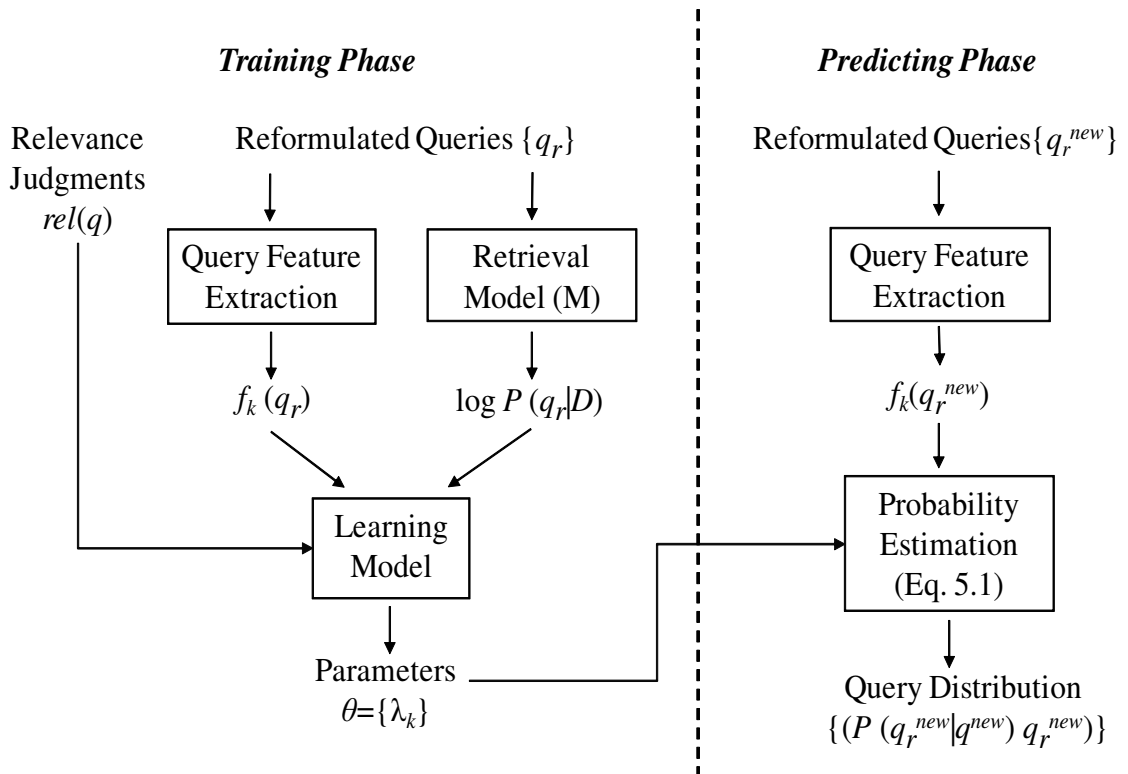 Training Phase
Relevance
Judgments
rel(q)
Reformulated Queries {q_r}
Query Feature
Extraction
Retrieval
Model (M)
f_k (q_r)
log P (q_r|D)
Learning
Model
Parameters
θ={λ_k}
Predicting Phase
Reformulated Queries{q_r^new}
Query Feature
Extraction
f_k(q_r^new)
Probability
Estimation
(Eq. 5.1)
Query Distribution
{(P (q_r^new|q^new) q_r^new)}